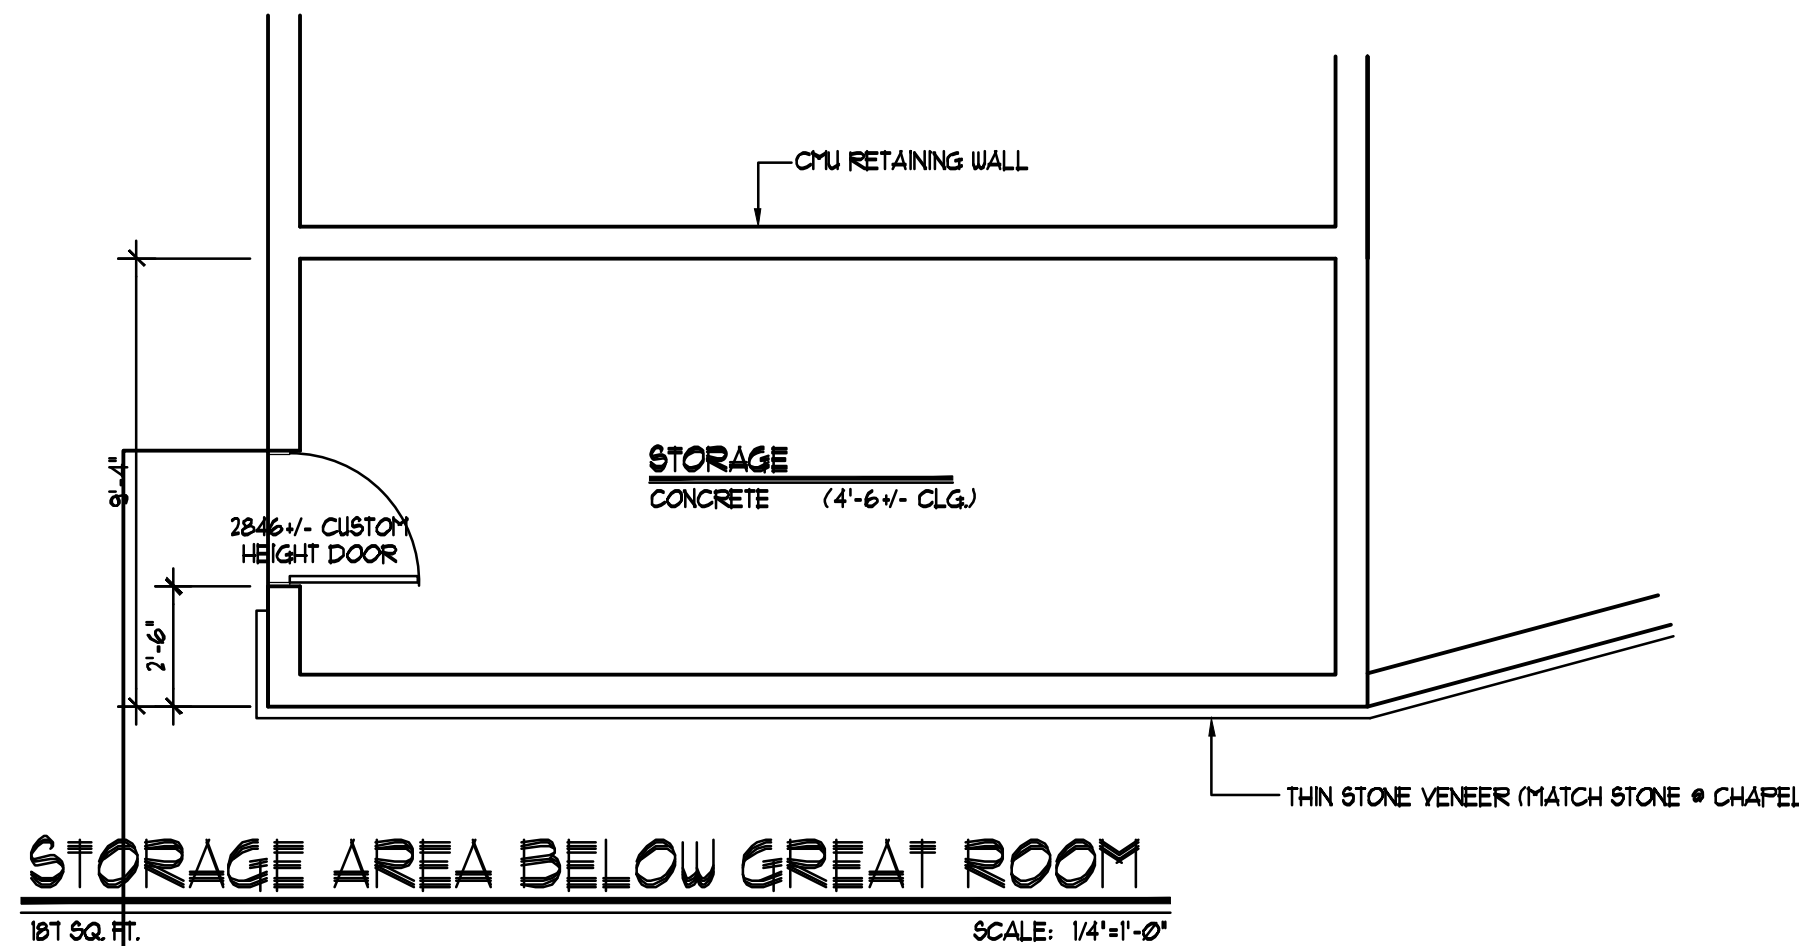 CMU RETAINING WALL
9'-4"
STORAGE
CONCRETE (4'-6+/- CLG.)
2846+/- CUSTOM
HEIGHT DOOR
2'-6"
THIN STONE VENEER (MATCH STONE @ CHAPEL
STORAGE AREA BELOW GREAT ROOM
187 SQ. FT. SCALE: 1/4"=1'-0"